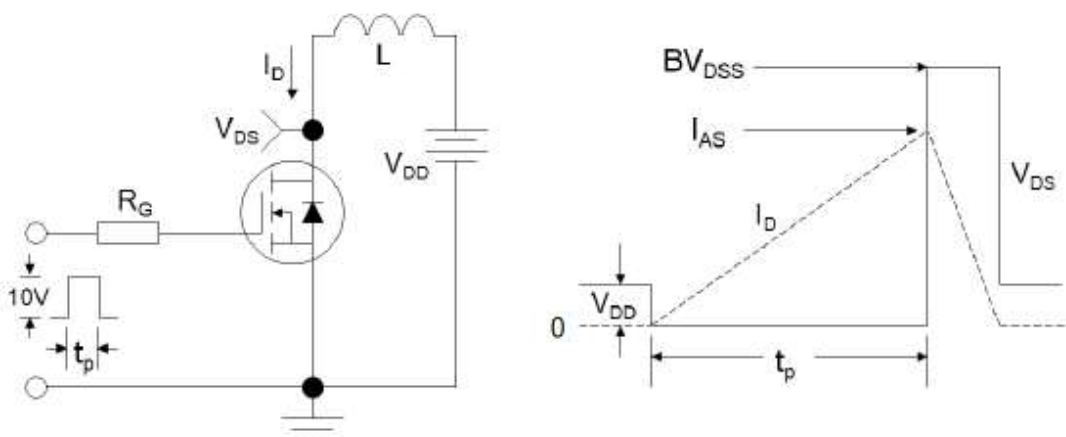 L
I_D
V_DS
V_DD
R_G
10V
t_p
BV_DSS
I_AS
V_DS
I_D
V_DD
0
t_p